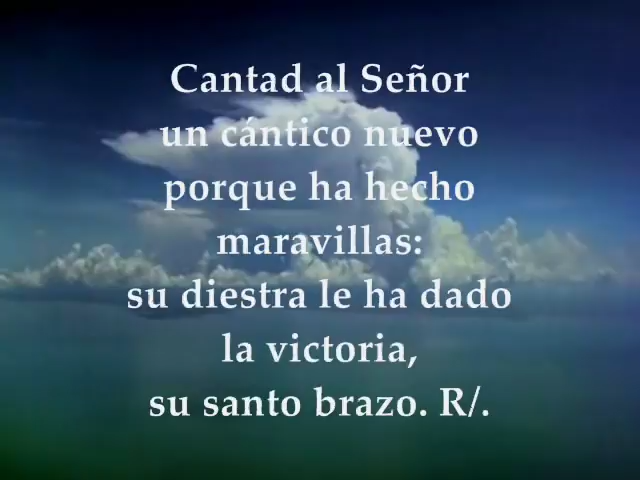 Cantad al Señor
un cántico nuevo
porque ha hecho
maravillas:
su diestra le ha dado
la victoria,
su santo brazo. R/.